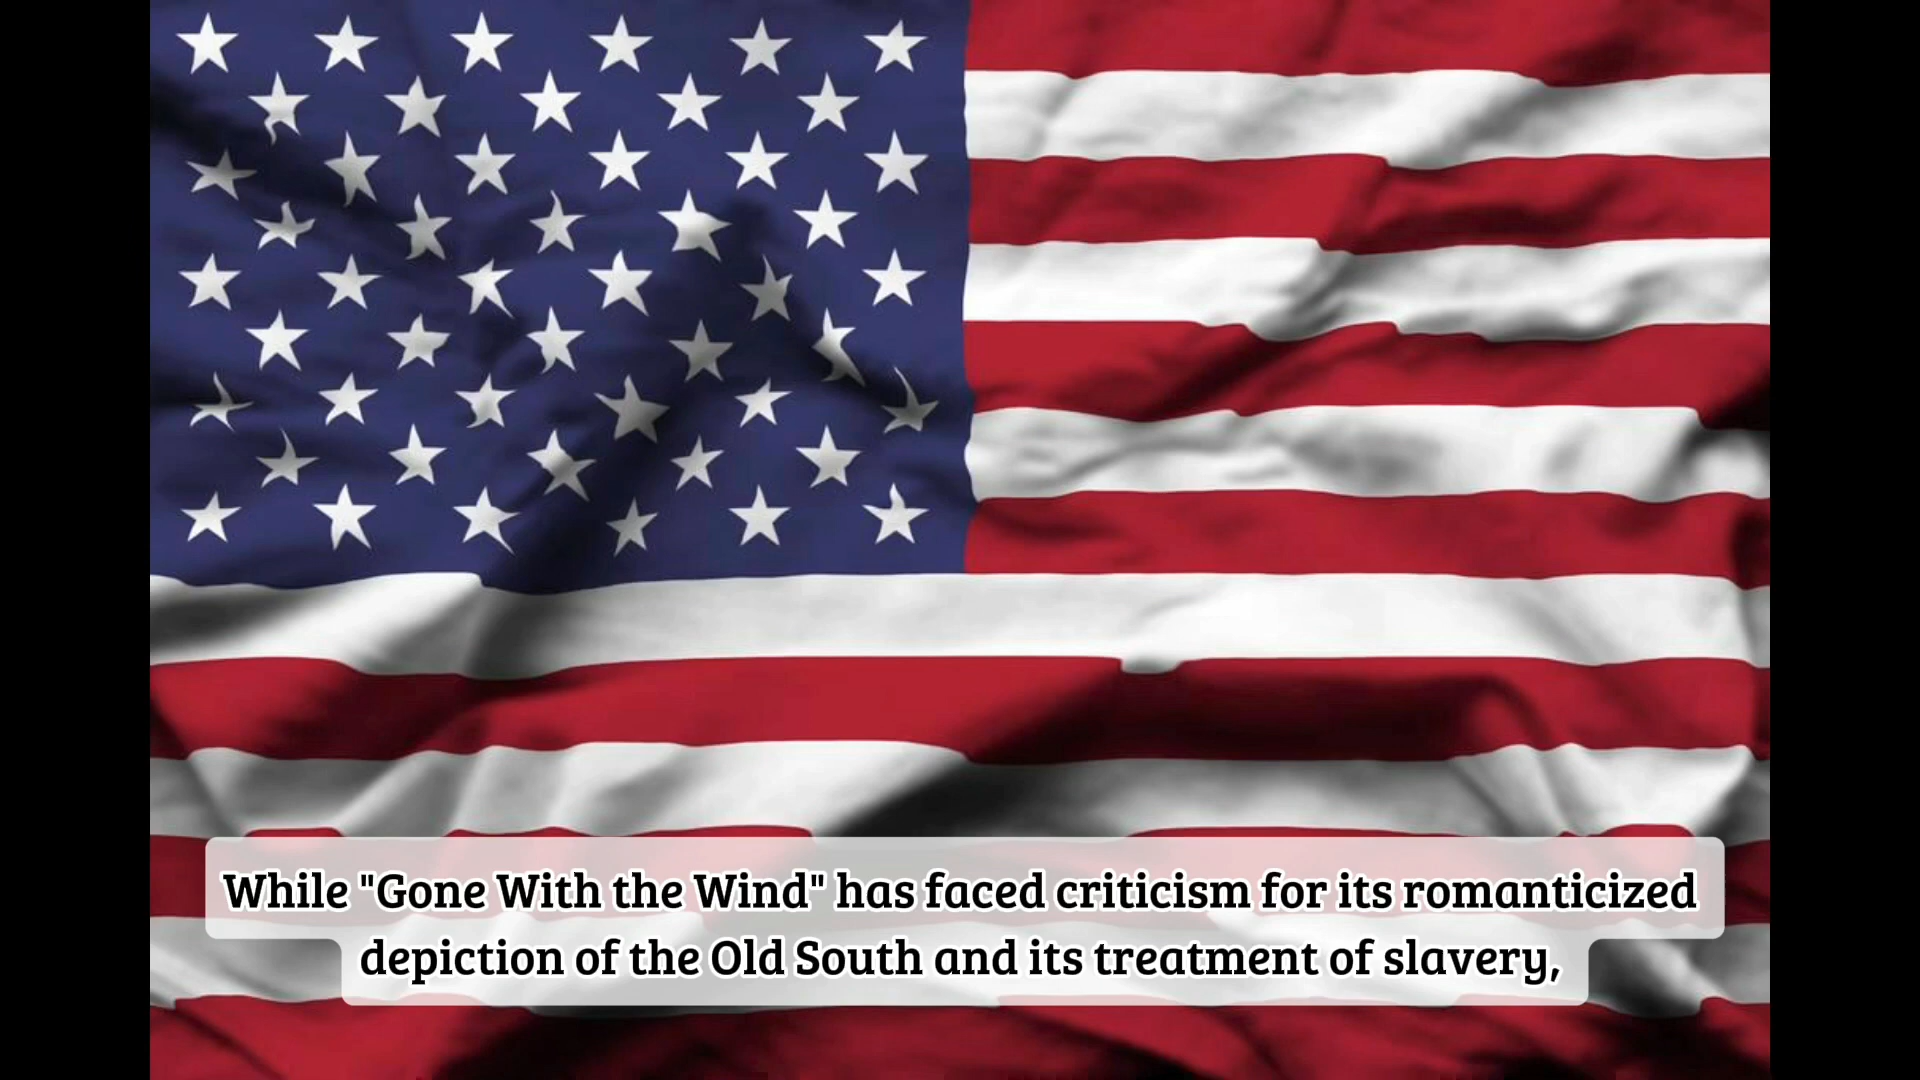 While "Gone With the Wind" has faced criticism for its romanticized
depiction of the Old South and its treatment of slavery,